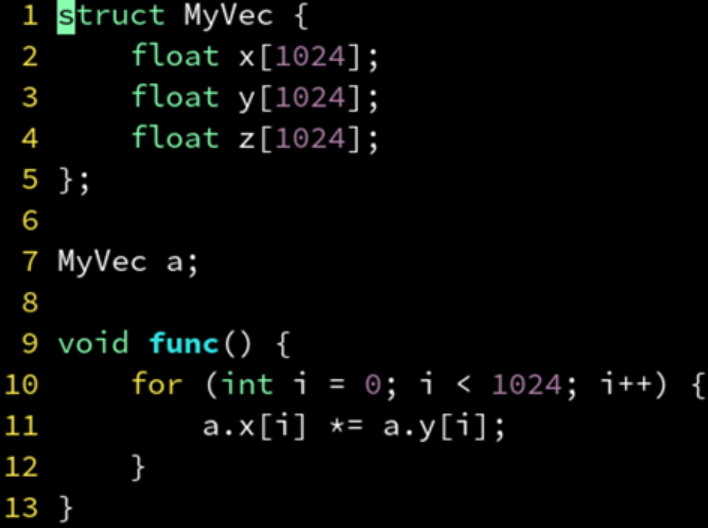 1 struct MyVec {
2     float x[1024];
3     float y[1024];
4     float z[1024];
5 };
6
7 MyVec a;
8
9 void func() {
10     for (int i = 0; i < 1024; i++) {
11         a.x[i] *= a.y[i];
12     }
13 }